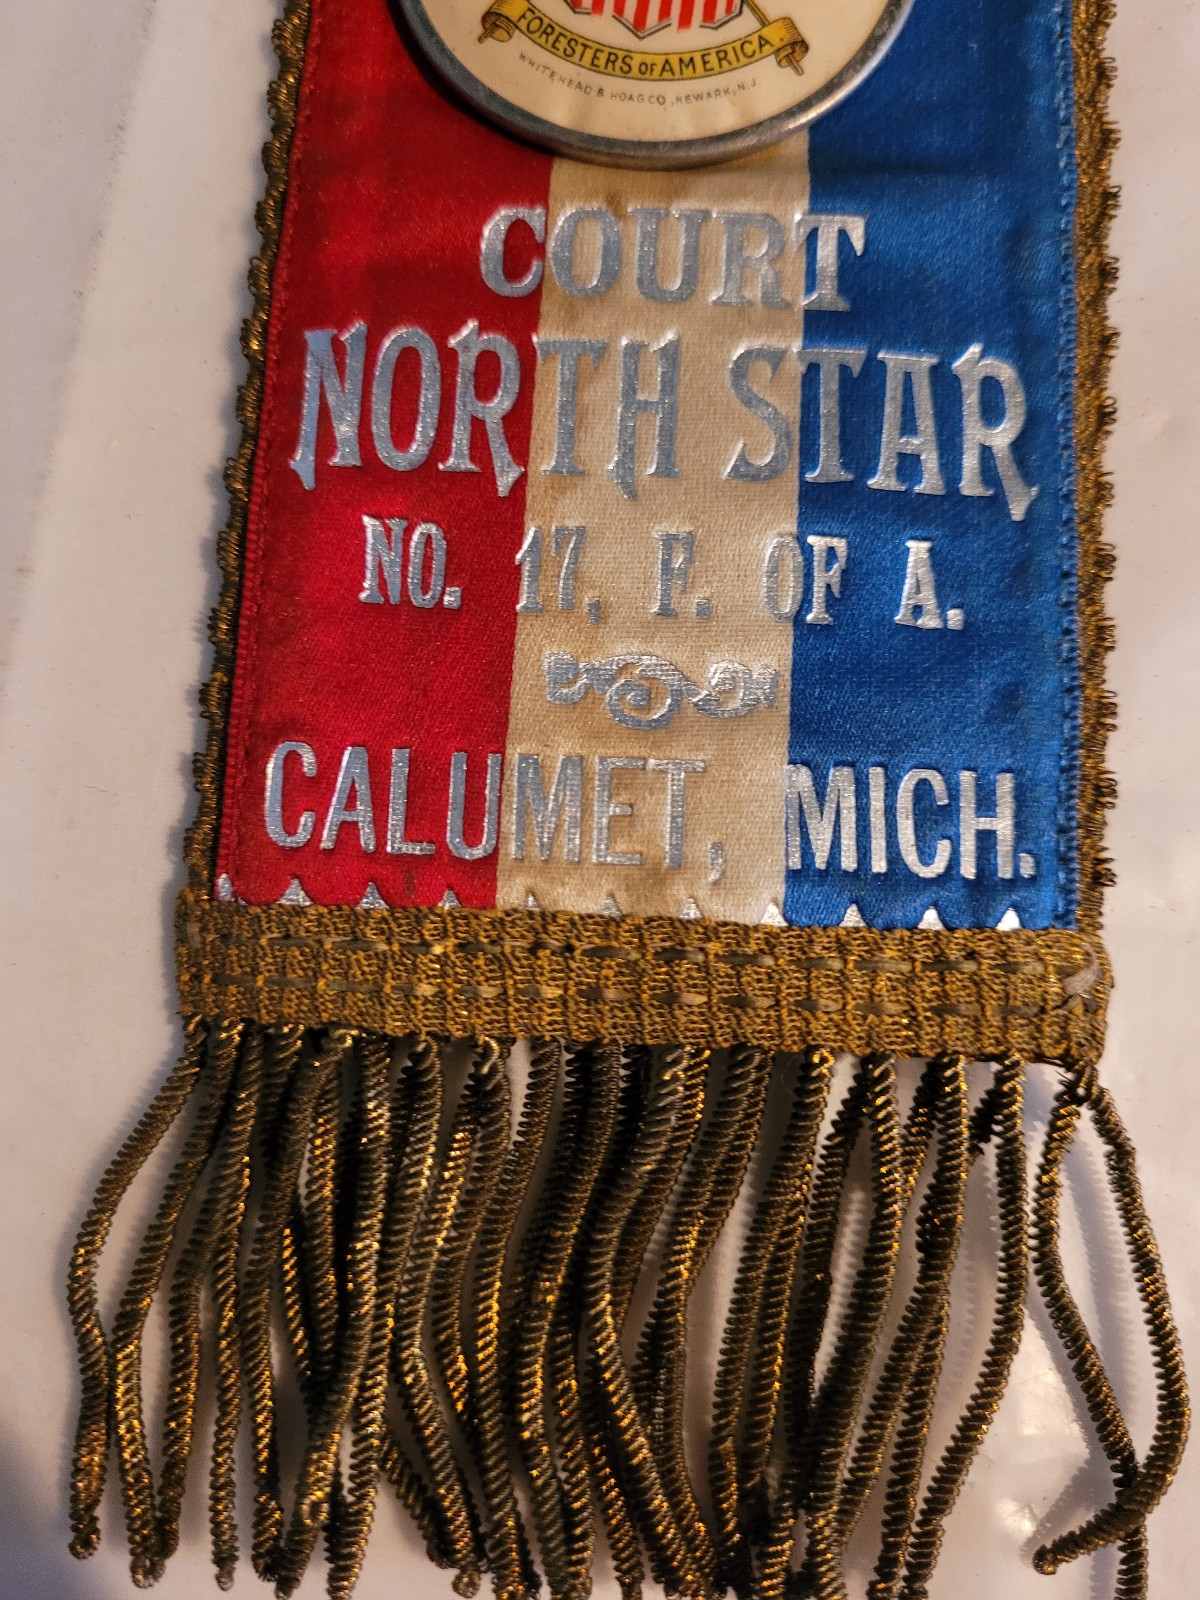 FORESTERS OF AMERICA
WHITEHEAD & HOAG CO., NEWARK, N.J.
COURT
NORTH STAR
NO. 17, F. OF A.
CALUMET, MICH.